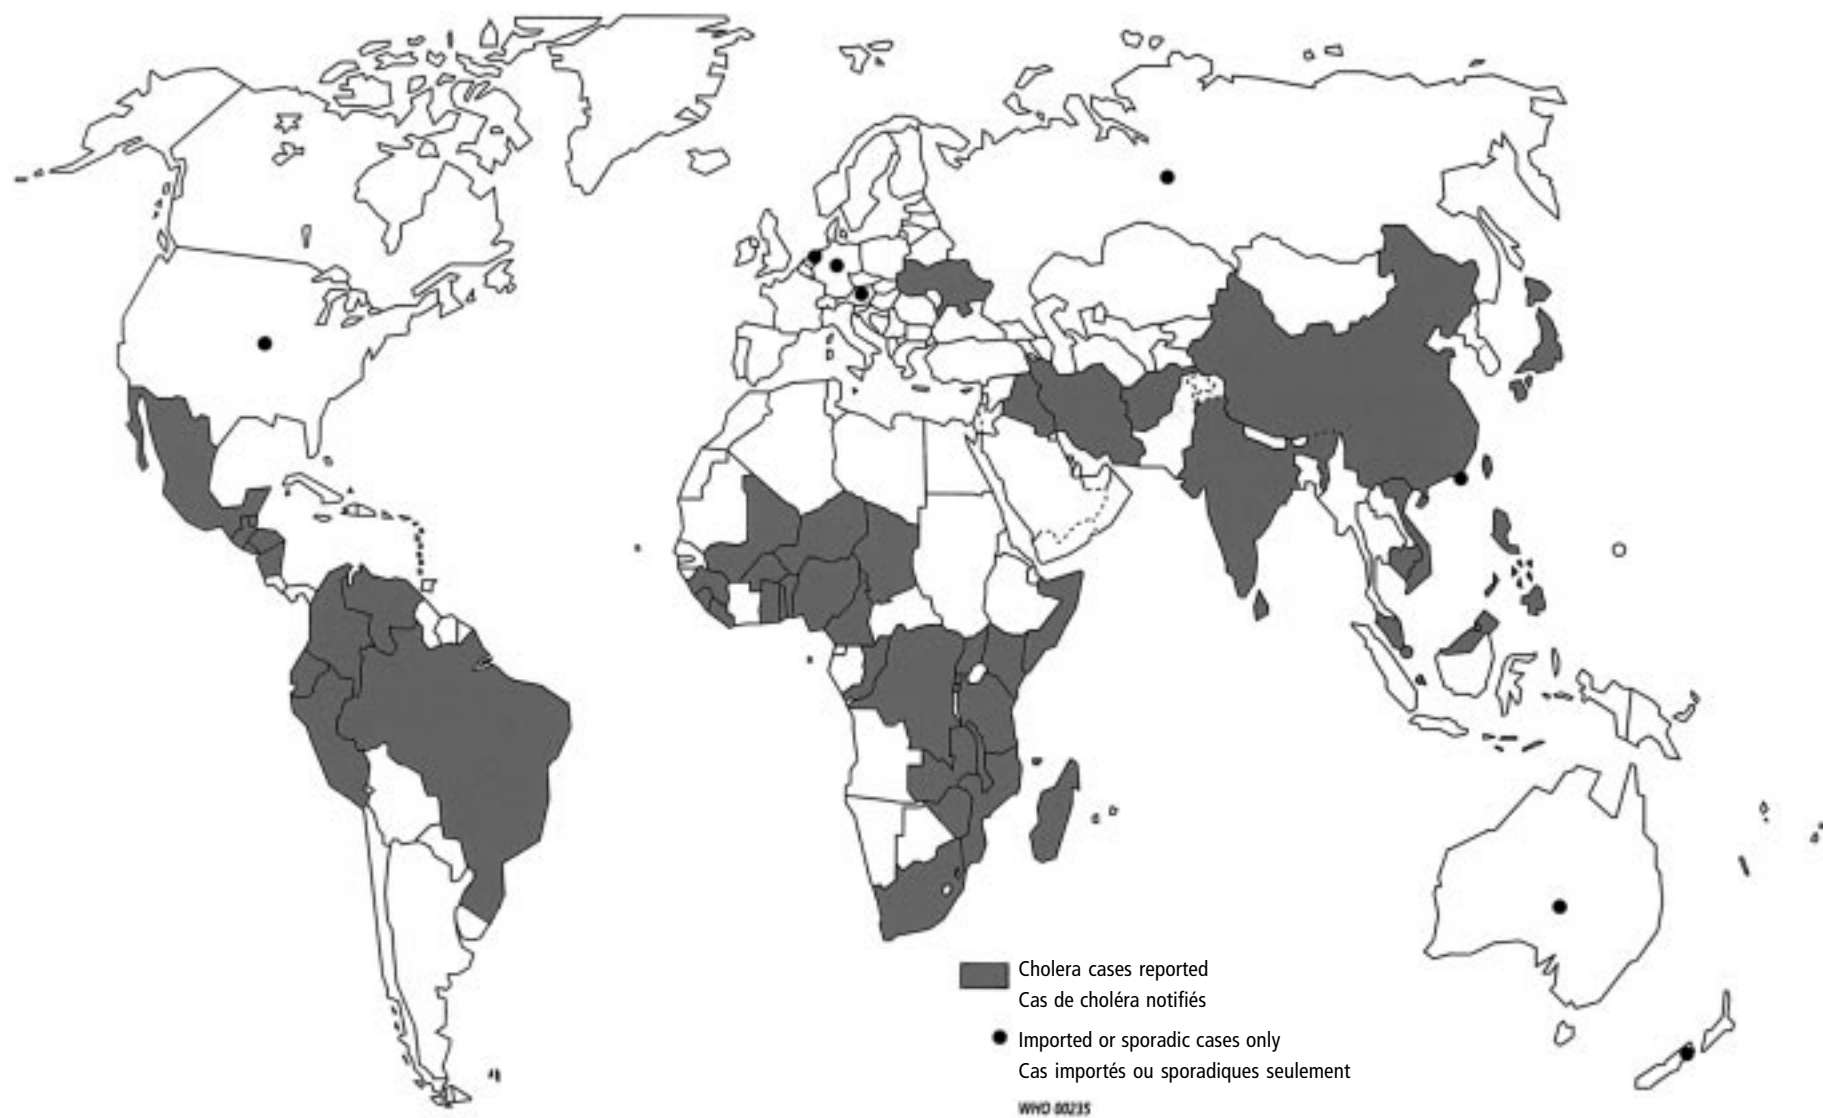 Cholera cases reported
Cas de choléra notifiés
Imported or sporadic cases only
Cas importés ou sporadiques seulement
WHO 00235